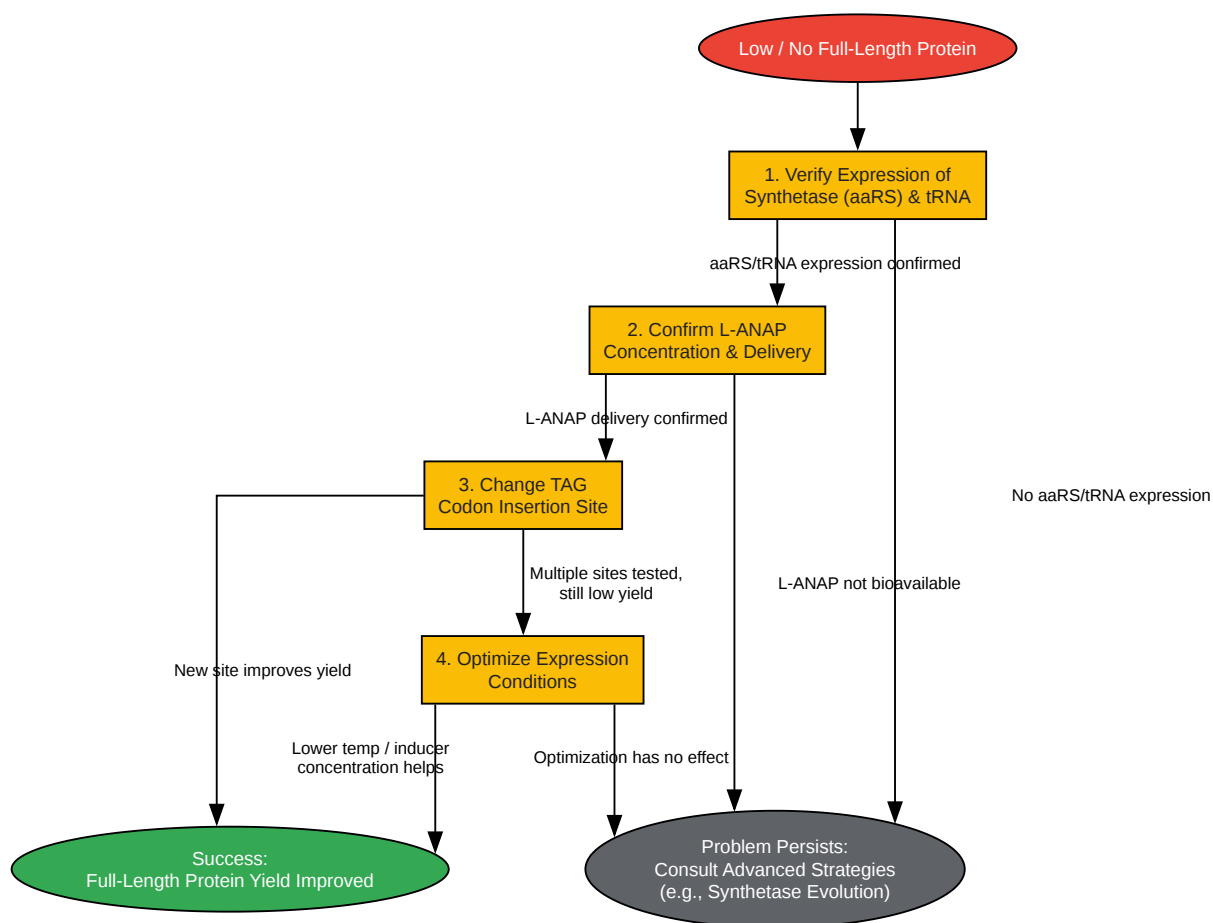 Low / No Full-Length Protein
1. Verify Expression of
Synthetase (aaRS) & tRNA
aaRS/tRNA expression confirmed
2. Confirm L-ANAP
Concentration & Delivery
L-ANAP delivery confirmed
3. Change TAG
Codon Insertion Site
No aaRS/tRNA expression
Multiple sites tested,
still low yield
L-ANAP not bioavailable
4. Optimize Expression
Conditions
New site improves yield
Lower temp / inducer
concentration helps
Optimization has no effect
Success:
Full-Length Protein Yield Improved
Problem Persists:
Consult Advanced Strategies
(e.g., Synthetase Evolution)